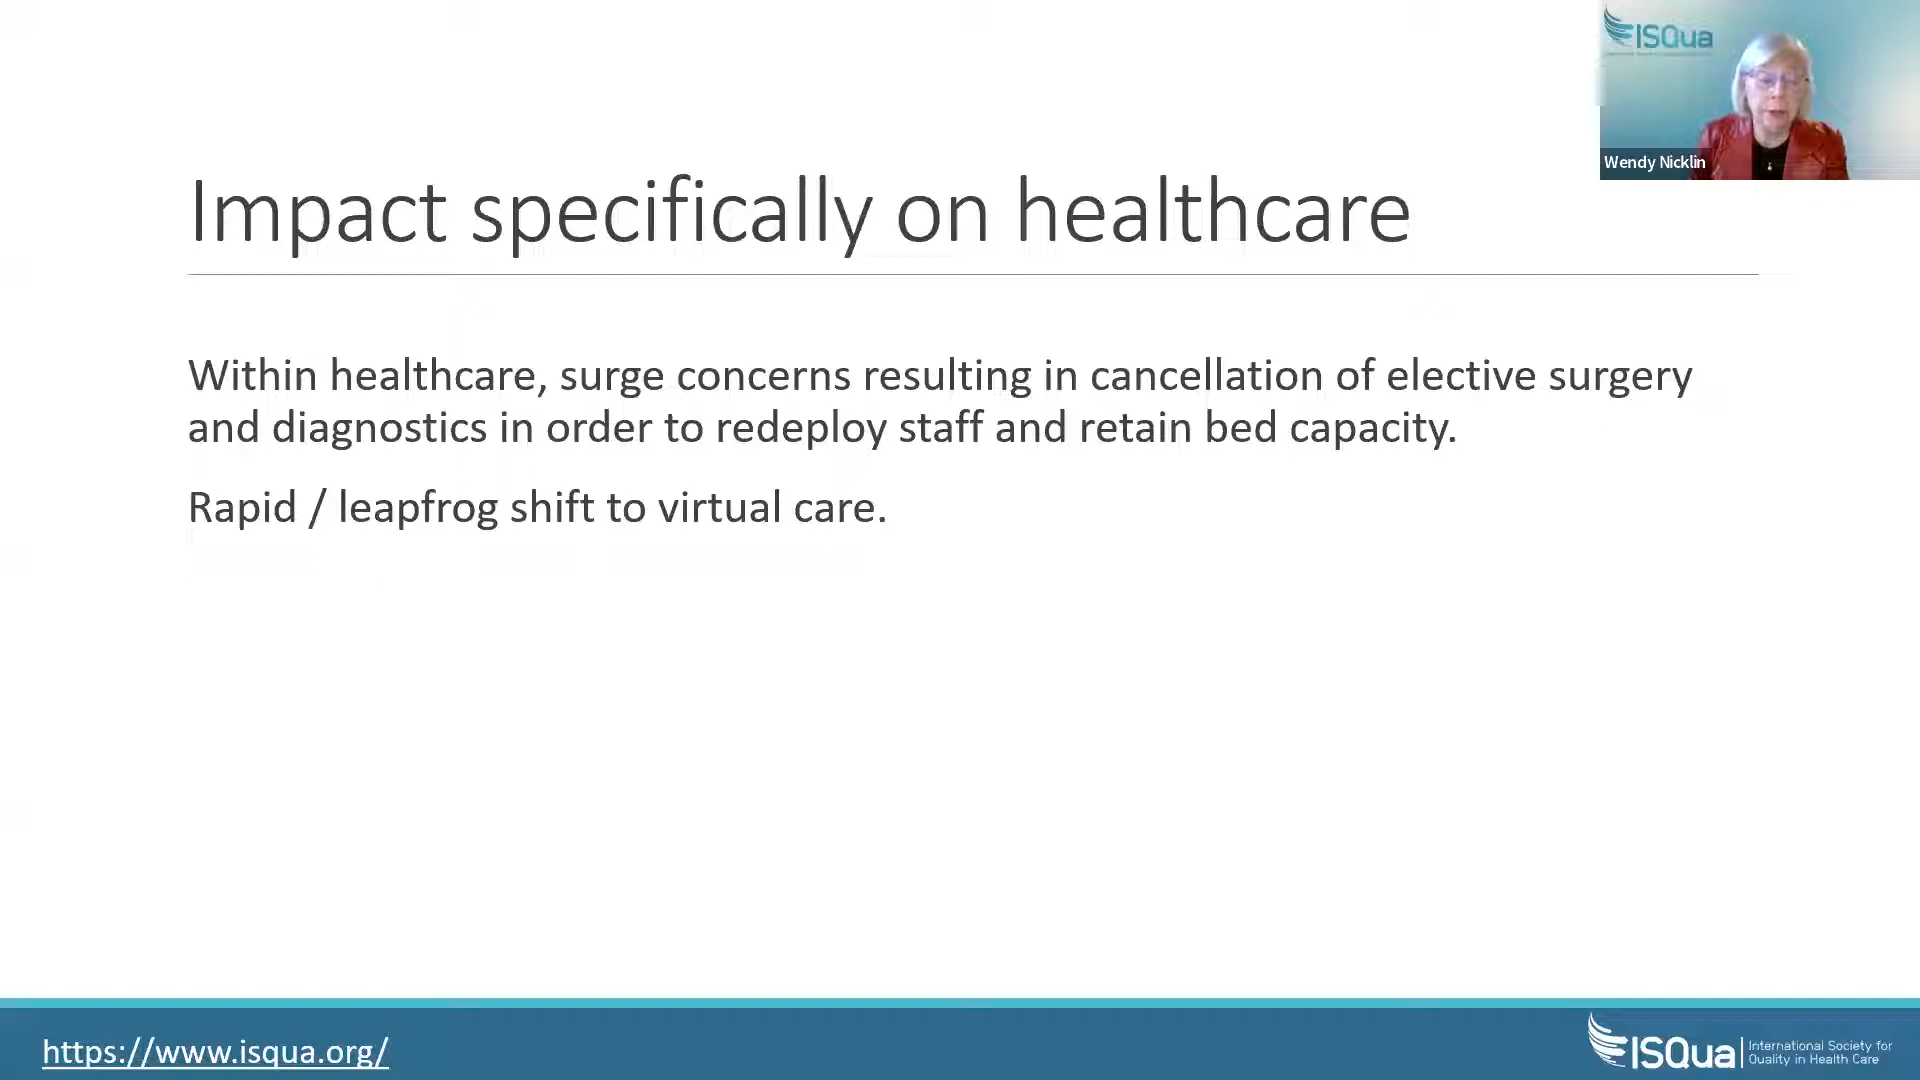 ISQua
Wendy Nicklin
Impact specifically on healthcare
Within healthcare, surge concerns resulting in cancellation of elective surgery
and diagnostics in order to redeploy staff and retain bed capacity.
Rapid / leapfrog shift to virtual care.
https://www.isqua.org/
ISQua
International Society for
Quality in Health Care